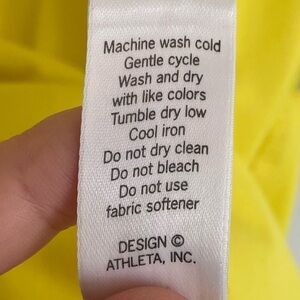 Machine wash cold
Gentle cycle
Wash and dry
with like colors
Tumble dry low
Cool iron
Do not dry clean
Do not bleach
Do not use
fabric softener
DESIGN ©
ATHLETA, INC.